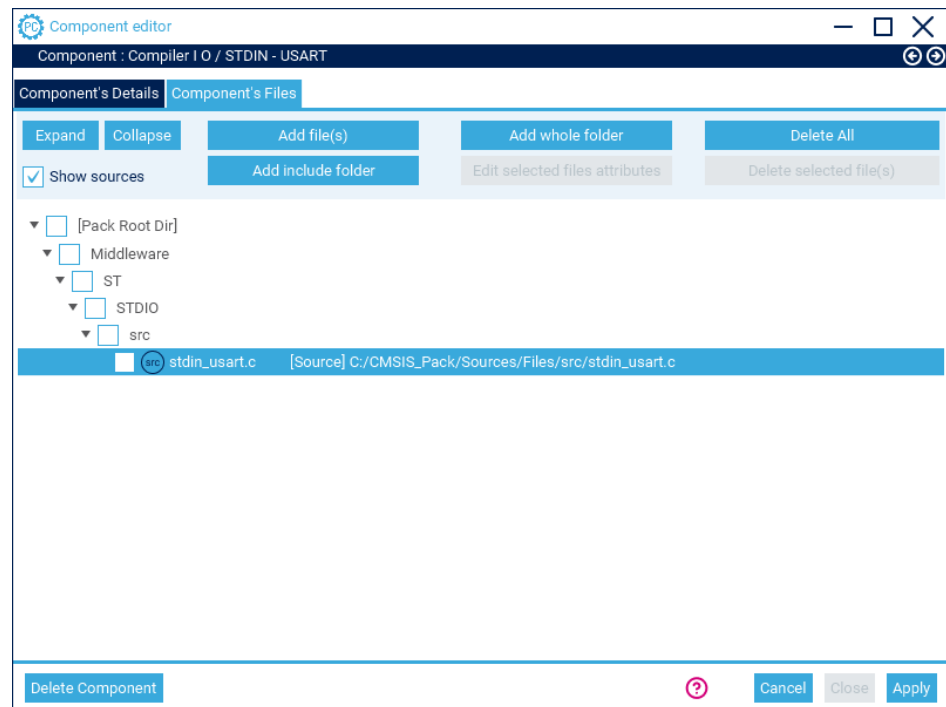 PC Component editor
Component : Compiler I O / STDIN - USART
Component's Details Component's Files
Expand Collapse Add file(s) Add whole folder Delete All
Show sources Add include folder Edit selected files attributes Delete selected file(s)
[Pack Root Dir]
Middleware
ST
STDIO
src
src stdin_usart.c [Source] C:/CMSIS_Pack/Sources/Files/src/stdin_usart.c
Delete Component ? Cancel Close Apply